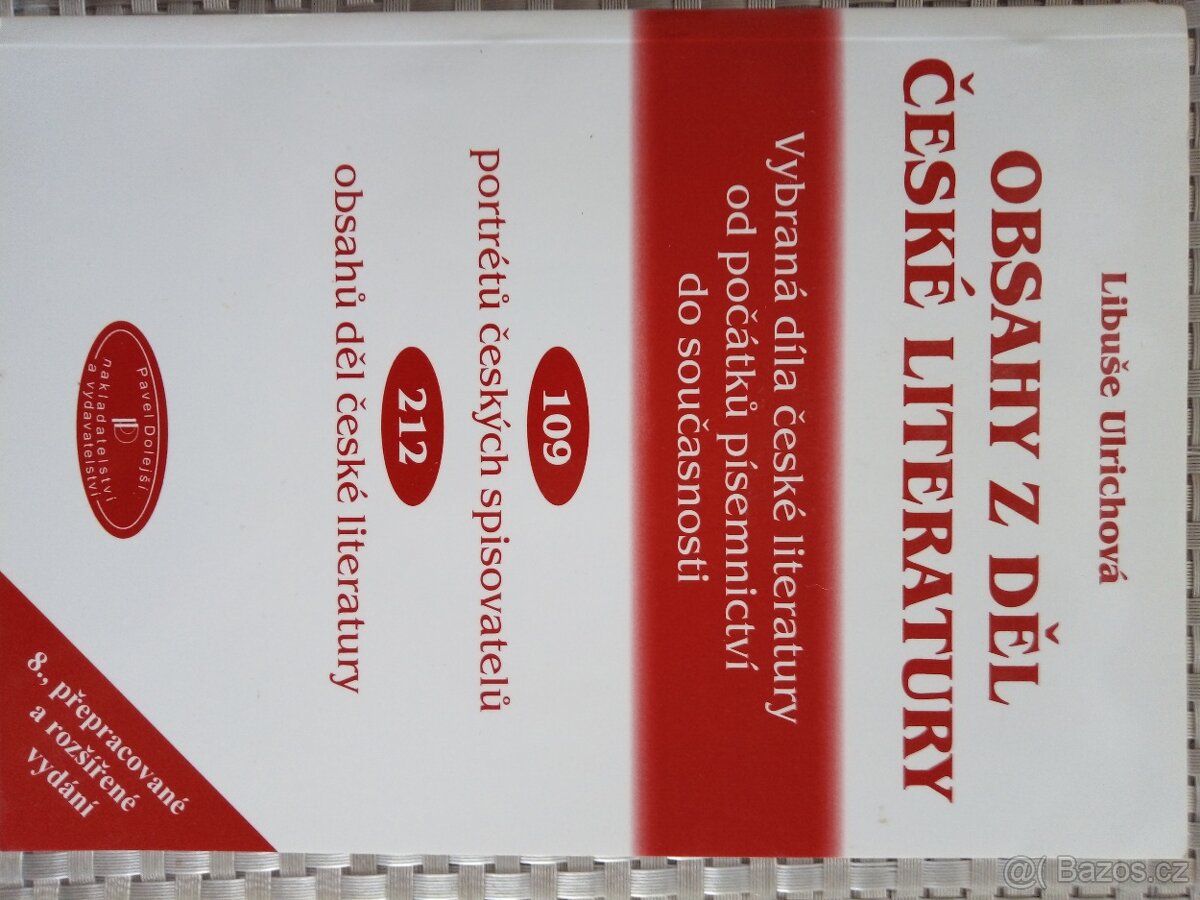 Libuše Ulrichová
OBSAHY Z DĚL
ČESKÉ LITERATURY
Vybraná díla české literatury
od počátků písemnictví
do současnosti
109
portrétů českých spisovatelů
212
obsahů děl české literatury
Pavel Dolejší
nakladatelství
a vydavatelství
8., přepracované
a rozšířené
vydání
@( Bazos.cz